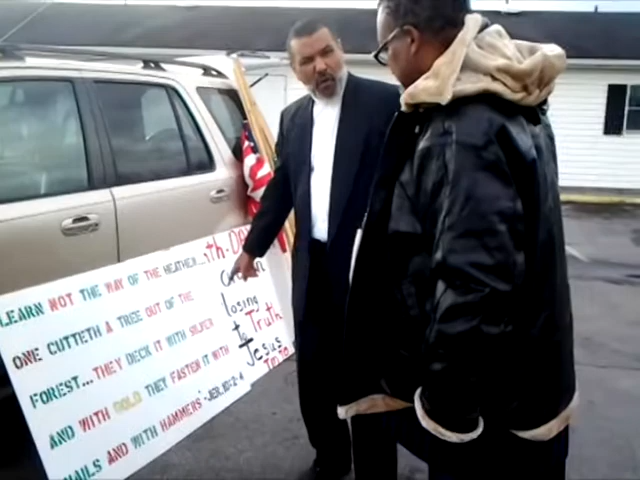 LEARN NOT THE WAY OF THE HEATHEN...
ONE CUTTETH A TREE OUT OF THE
FOREST...THEY DECK IT WITH SILVER
AND WITH GOLD THEY FASTEN IT WITH
NAILS AND WITH HAMMERS"-JER.10:2-4
losing
to Truth
Jesus